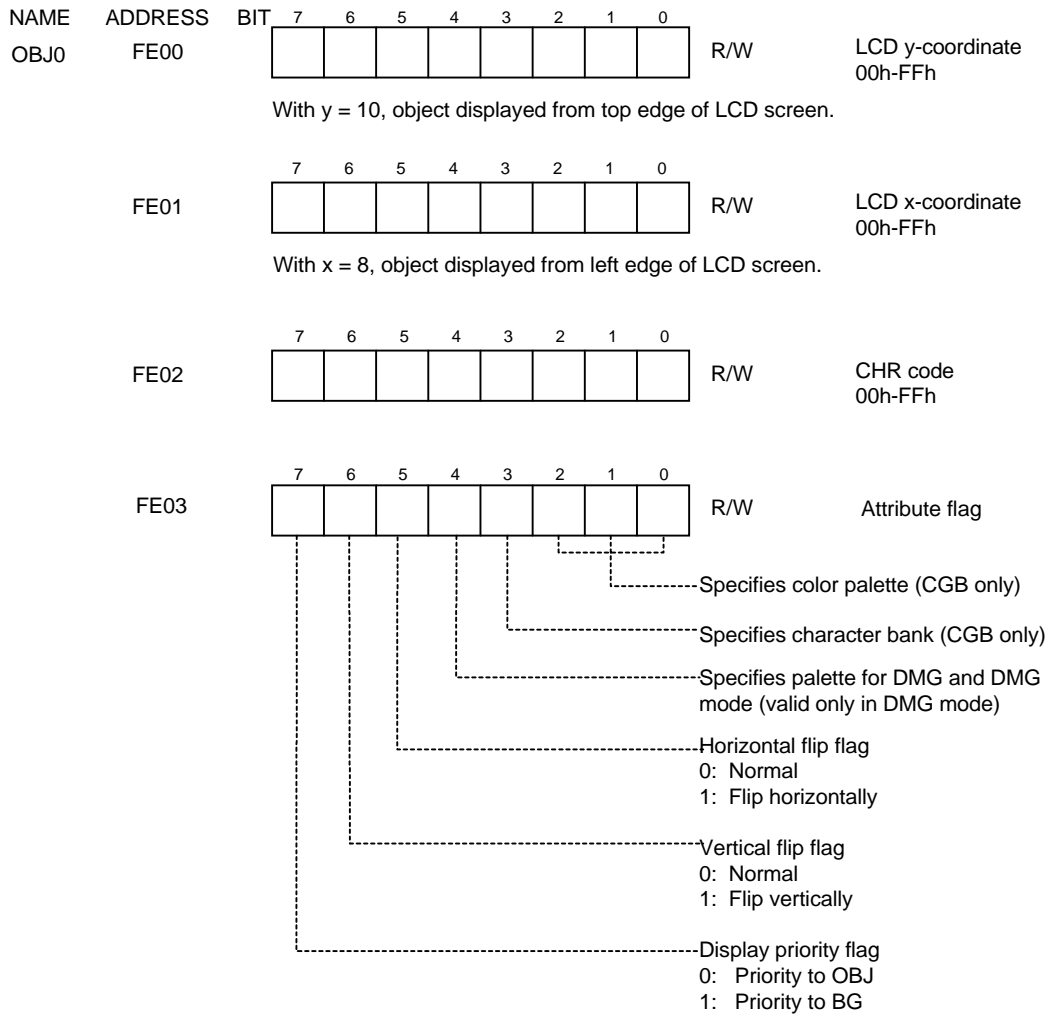 NAME ADDRESS BIT 7 6 5 4 3 2 1 0
OBJ0 FE00 R/W LCD y-coordinate
00h-FFh
With y = 10, object displayed from top edge of LCD screen.
7 6 5 4 3 2 1 0
FE01 R/W LCD x-coordinate
00h-FFh
With x = 8, object displayed from left edge of LCD screen.
7 6 5 4 3 2 1 0
FE02 R/W CHR code
00h-FFh
7 6 5 4 3 2 1 0
FE03 R/W Attribute flag
Specifies color palette (CGB only)
Specifies character bank (CGB only)
Specifies palette for DMG and DMG
mode (valid only in DMG mode)
Horizontal flip flag
0: Normal
1: Flip horizontally
Vertical flip flag
0: Normal
1: Flip vertically
Display priority flag
0: Priority to OBJ
1: Priority to BG